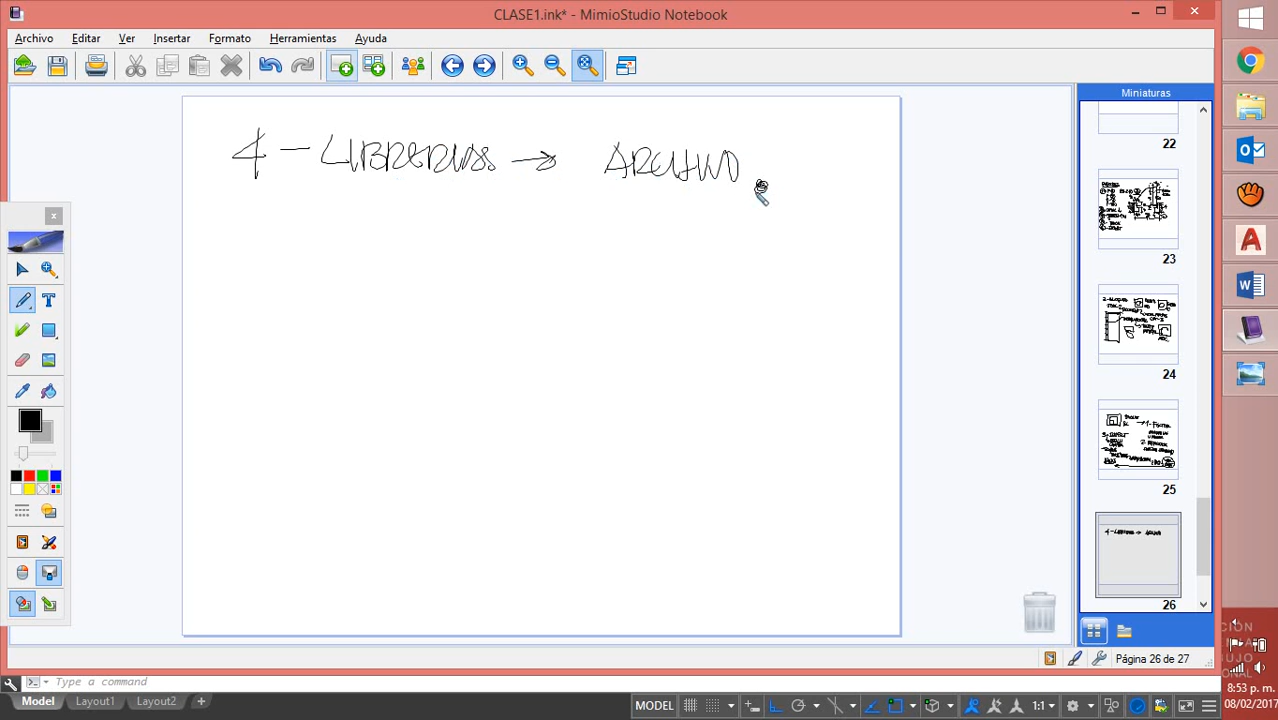 CLASE1.ink* - MimioStudio Notebook
Archivo Editar Ver Insertar Formato Herramientas Ayuda
4 - LIBRERIAS → ARCHIVO
Miniaturas
22
23
24
25
26
Página 26 de 27
Type a command
Model Layout1 Layout2 +
MODEL
1:1
8:53 p. m.
08/02/2017